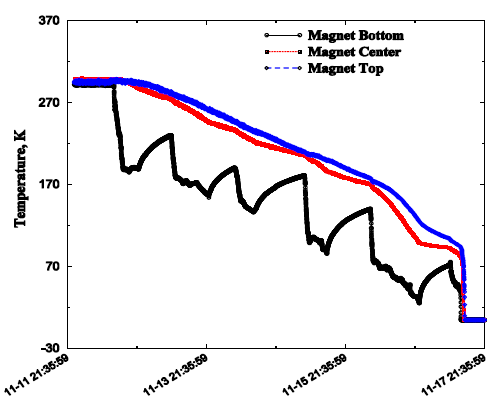 370
270
170
70
-30
Temperature, K
Magnet Bottom
Magnet Center
Magnet Top
11-11 21:35:59
11-13 21:35:59
11-15 21:35:59
11-17 21:35:59